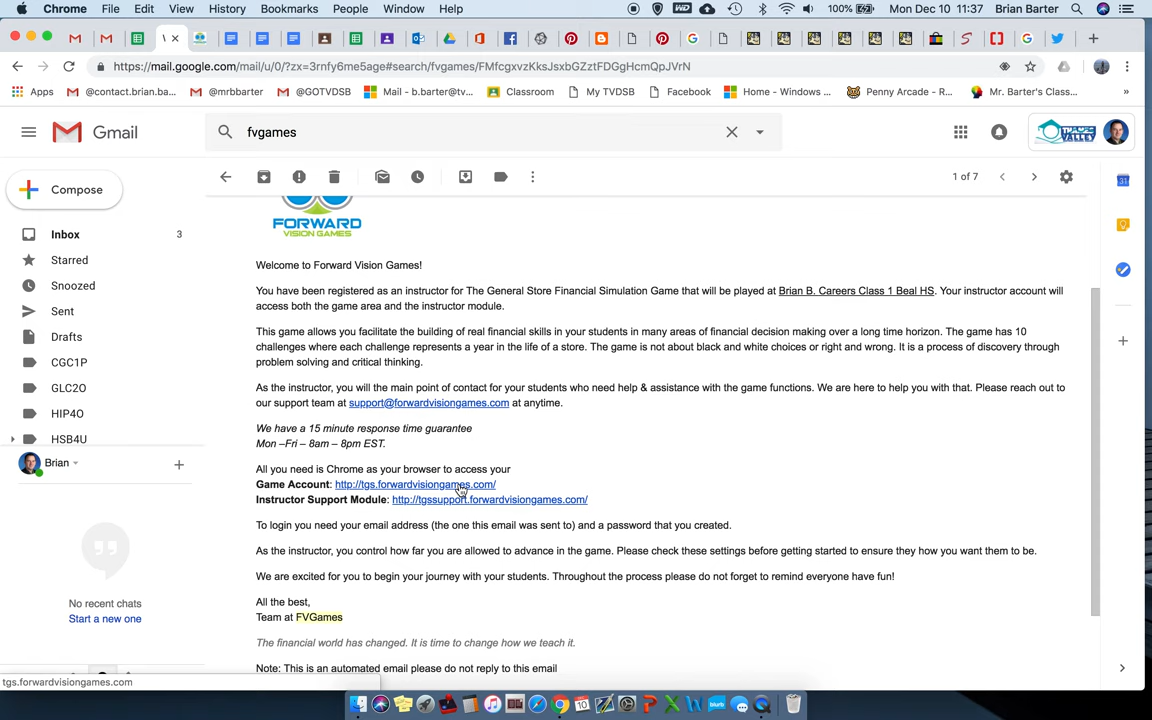 Chrome File Edit View History Bookmarks People Window Help 100% Mon Dec 10 11:37 Brian Barter
https://mail.google.com/mail/u/0/?zx=3rnfy6me5age#search/fvgames/FMfcgxvzKksJsxbGZztFDGgHcmQpJVrN
Apps @contact.brian.ba... @mrbbarter @GOTVDSB Mail - b.barter@tv... Classroom My TVDSB Facebook Home - Windows ... Penny Arcade - R... Mr. Barter's Class... »
Gmail fvgames
VALLEY
1 of 7
Compose
Inbox 3
Starred
Snoozed
Sent
Drafts
CGC1P
GLC2O
HIP4O
HSB4U
Brian
No recent chats
Start a new one
FORWARD
VISION GAMES
Welcome to Forward Vision Games!
You have been registered as an instructor for The General Store Financial Simulation Game that will be played at Brian B. Careers Class 1 Beal HS. Your instructor account will
access both the game area and the instructor module.
This game allows you facilitate the building of real financial skills in your students in many areas of financial decision making over a long time horizon. The game has 10
challenges where each challenge represents a year in the life of a store. The game is not about black and white choices or right and wrong. It is a process of discovery through
problem solving and critical thinking.
As the instructor, you will the main point of contact for your students who need help & assistance with the game functions. We are here to help you with that. Please reach out to
our support team at support@forwardvisiongames.com at anytime.
We have a 15 minute response time guarantee
Mon –Fri – 8am – 8pm EST.
All you need is Chrome as your browser to access your
Game Account: http://tgs.forwardvisiongames.com/
Instructor Support Module: http://tgssupport.forwardvisiongames.com/
To login you need your email address (the one this email was sent to) and a password that you created.
As the instructor, you control how far you are allowed to advance in the game. Please check these settings before getting started to ensure they how you want them to be.
We are excited for you to begin your journey with your students. Throughout the process please do not forget to remind everyone have fun!
All the best,
Team at FVGames
The financial world has changed. It is time to change how we teach it.
Note: This is an automated email please do not reply to this email
tgs.forwardvisiongames.com